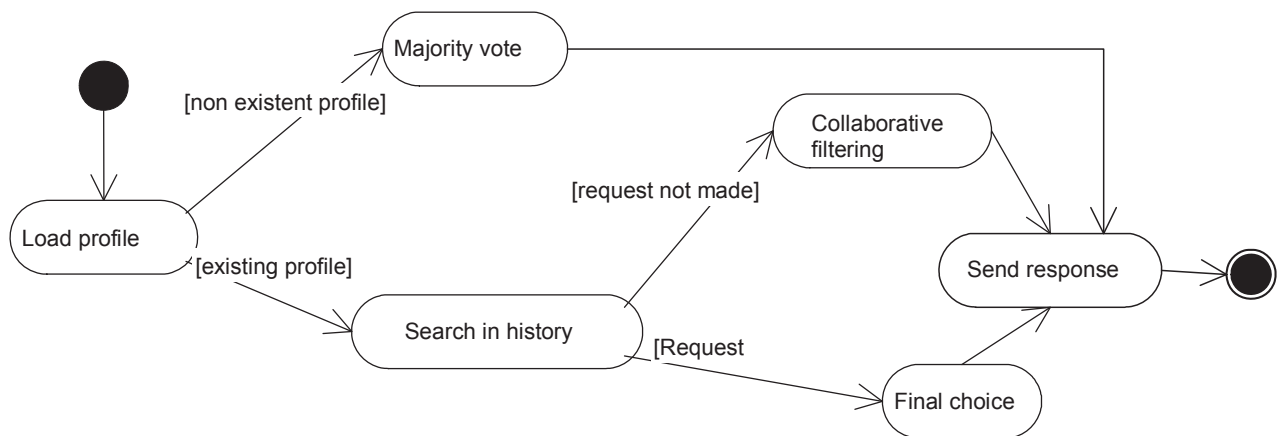 Majority vote
[non existent profile]
Collaborative
filtering
[request not made]
Load profile
[existing profile]
Send response
Search in history
[Request
Final choice